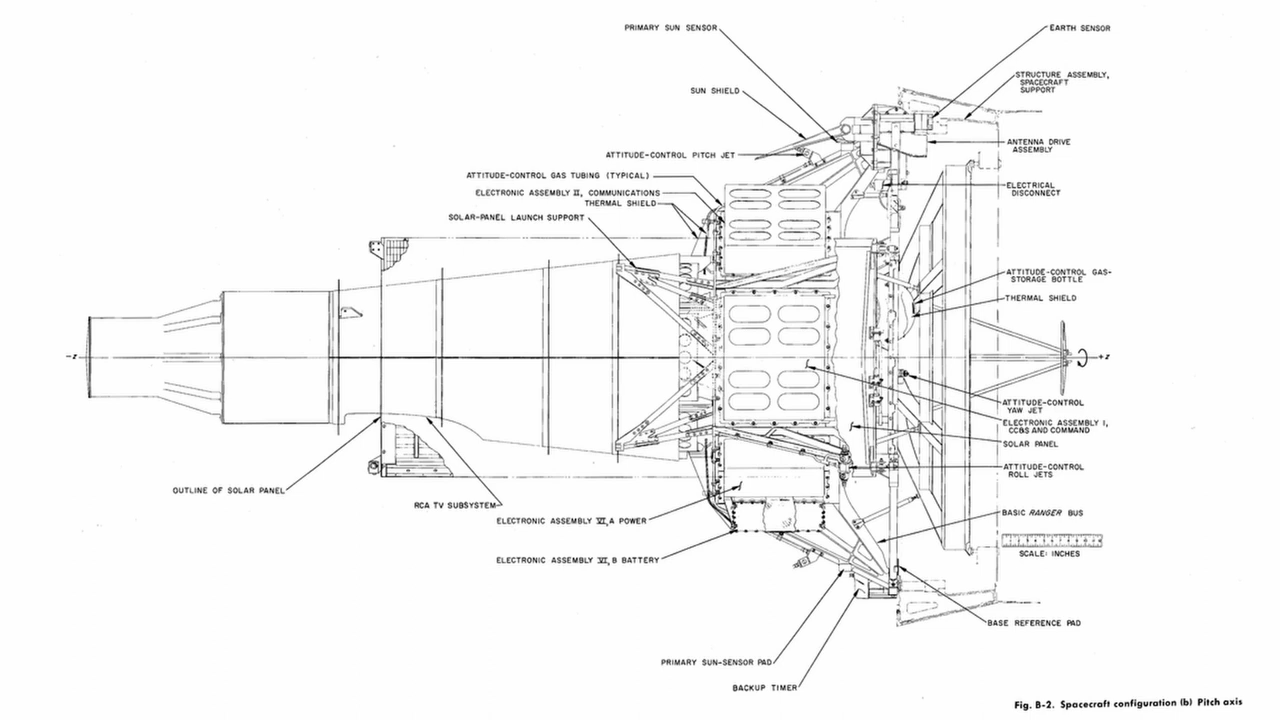 PRIMARY SUN SENSOR
EARTH SENSOR
STRUCTURE ASSEMBLY,
SPACECRAFT
SUPPORT
SUN SHIELD
ANTENNA DRIVE
ASSEMBLY
ATTITUDE-CONTROL PITCH JET
ATTITUDE-CONTROL GAS TUBING (TYPICAL)
ELECTRICAL
DISCONNECT
ELECTRONIC ASSEMBLY II, COMMUNICATIONS
THERMAL SHIELD
SOLAR-PANEL LAUNCH SUPPORT
ATTITUDE-CONTROL GAS-
STORAGE BOTTLE
THERMAL SHIELD
-Z
+Z
ATTITUDE-CONTROL
YAW JET
ELECTRONIC ASSEMBLY I,
CC&S AND COMMAND
SOLAR PANEL
ATTITUDE-CONTROL
ROLL JETS
OUTLINE OF SOLAR PANEL
RCA TV SUBSYSTEM
ELECTRONIC ASSEMBLY VI, A POWER
BASIC RANGER BUS
SCALE: INCHES
ELECTRONIC ASSEMBLY VI, B BATTERY
BASE REFERENCE PAD
PRIMARY SUN-SENSOR PAD
BACKUP TIMER
Fig. B-2. Spacecraft configuration (b) Pitch axis